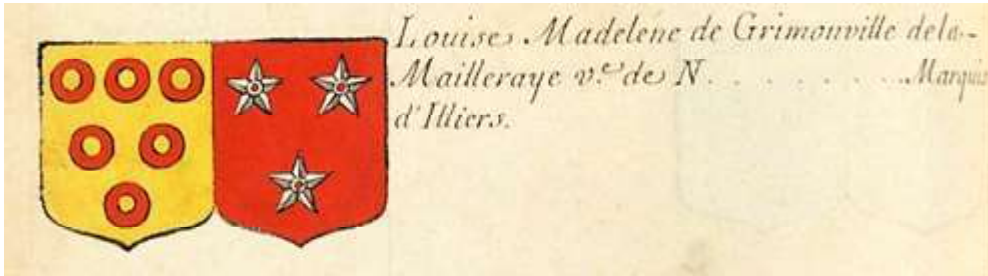 Louise Madelene de Grimonville dela-
Mailleraye v.e de N. . . . . . . . . Marquis
d'Illiers.